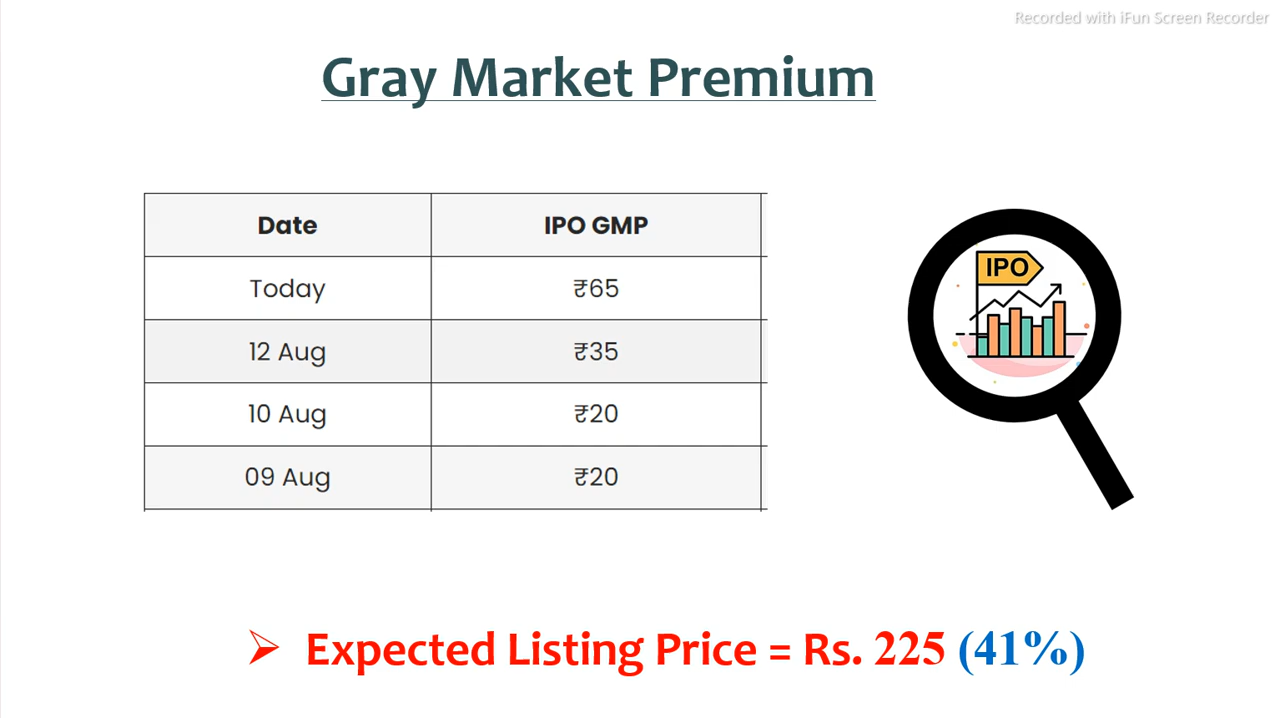 Recorded with iFun Screen Recorder
Gray Market Premium
Date IPO GMP
Today ₹65
12 Aug ₹35
10 Aug ₹20
09 Aug ₹20
IPO
➢ Expected Listing Price = Rs. 225 (41%)